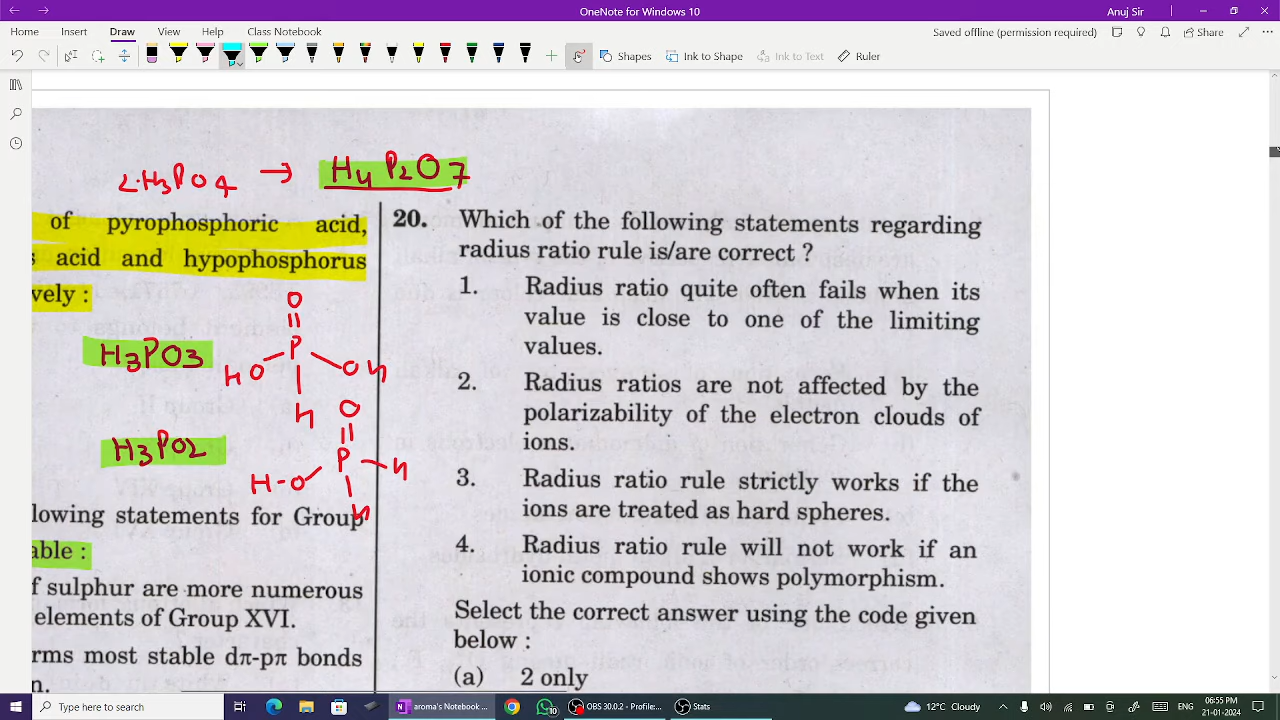 OneNote for Windows 10
Anuj Sir
Home Insert Draw View Help Class Notebook
Saved offline (permission required)
Share
Shapes
Ink to Shape
Ink to Text
Ruler
2H3PO4 → H4P2O7
of pyrophosphoric acid,
acid and hypophosphorus
vely :
O
P
HO OH
H
H3PO3
O
P H
H-O
H
H3PO2
lowing statements for Group
able :
f sulphur are more numerous
elements of Group XVI.
rms most stable dπ-pπ bonds
n.
20. Which of the following statements regarding
radius ratio rule is/are correct ?
1. Radius ratio quite often fails when its
value is close to one of the limiting
values.
2. Radius ratios are not affected by the
polarizability of the electron clouds of
ions.
3. Radius ratio rule strictly works if the
ions are treated as hard spheres.
4. Radius ratio rule will not work if an
ionic compound shows polymorphism.
Select the correct answer using the code given
below :
(a) 2 only
Type here to search
aroma's Notebook ...
OBS 30.0.2 - Profile:...
Stats
12°C Cloudy
ENG
06:55 PM
21-01-2024